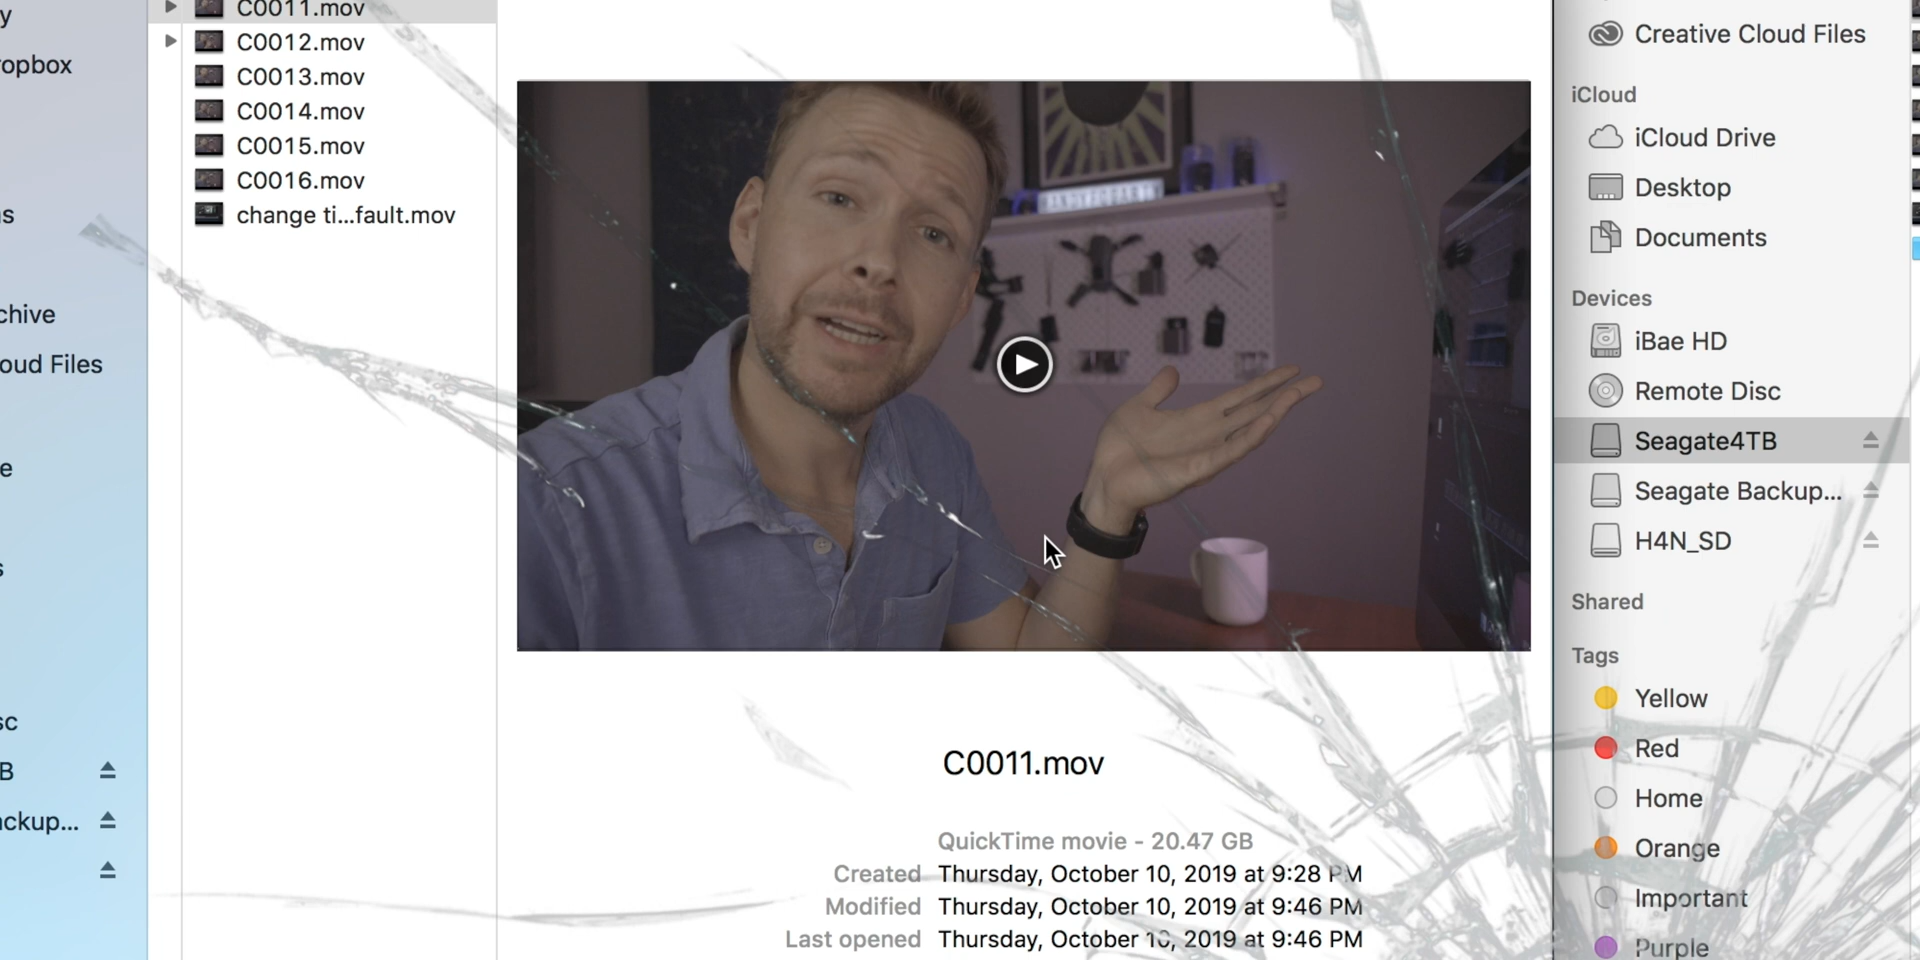 y
ropbox
ns
chive
oud Files
e
s
sc
B
ackup...
C0011.mov
C0012.mov
C0013.mov
C0014.mov
C0015.mov
C0016.mov
change ti...fault.mov
C0011.mov
QuickTime movie - 20.47 GB
Created Thursday, October 10, 2019 at 9:28 PM
Modified Thursday, October 10, 2019 at 9:46 PM
Last opened Thursday, October 10, 2019 at 9:46 PM
Creative Cloud Files
iCloud
iCloud Drive
Desktop
Documents
Devices
iBae HD
Remote Disc
Seagate4TB
Seagate Backup...
H4N_SD
Shared
Tags
Yellow
Red
Home
Orange
Important
Purple